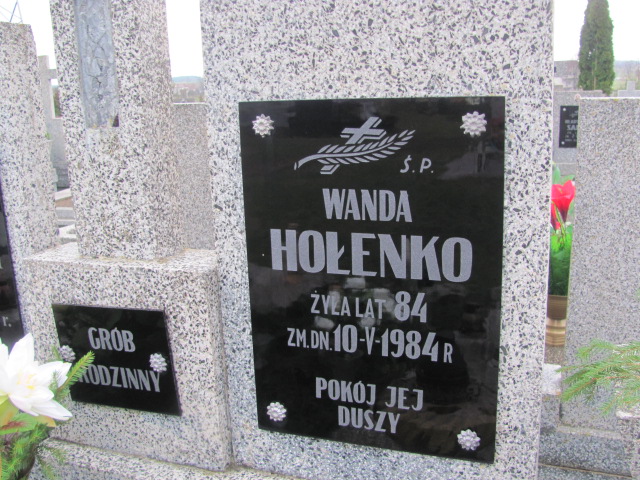 Ś.P.
WANDA
HOŁENKO
ŻYŁA LAT 84
ZM.DN. 10-V-1984 R
POKÓJ JEJ
DUSZY
GRÓB
RODZINNY